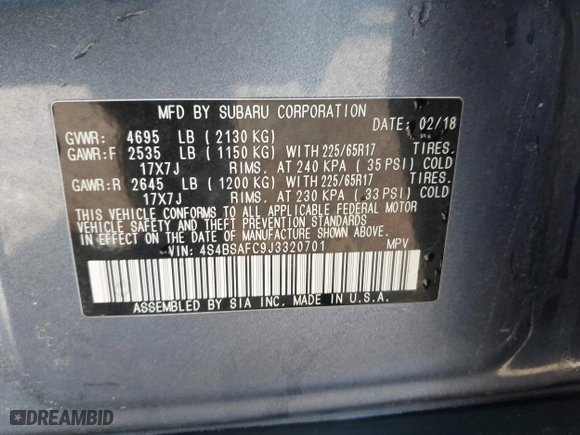 MFD BY SUBARU CORPORATION
DATE: 02/18
GVWR: 4695 LB (2130 KG)
GAWR:F 2535 LB (1150 KG) WITH 225/65R17 TIRES.
17X7J RIMS. AT 240 KPA (35 PSI) COLD
GAWR:R 2645 LB (1200 KG) WITH 225/65R17 TIRES.
17X7J RIMS. AT 230 KPA (33 PSI) COLD
THIS VEHICLE CONFORMS TO ALL APPLICABLE FEDERAL MOTOR
VEHICLE SAFETY AND THEFT PREVENTION STANDARDS
IN EFFECT ON THE DATE OF MANUFACTURE SHOWN ABOVE.
VIN: 4S4BSAFC9J3320701 MPV
ASSEMBLED BY SIA INC. MADE IN U.S.A.
DREAMBID